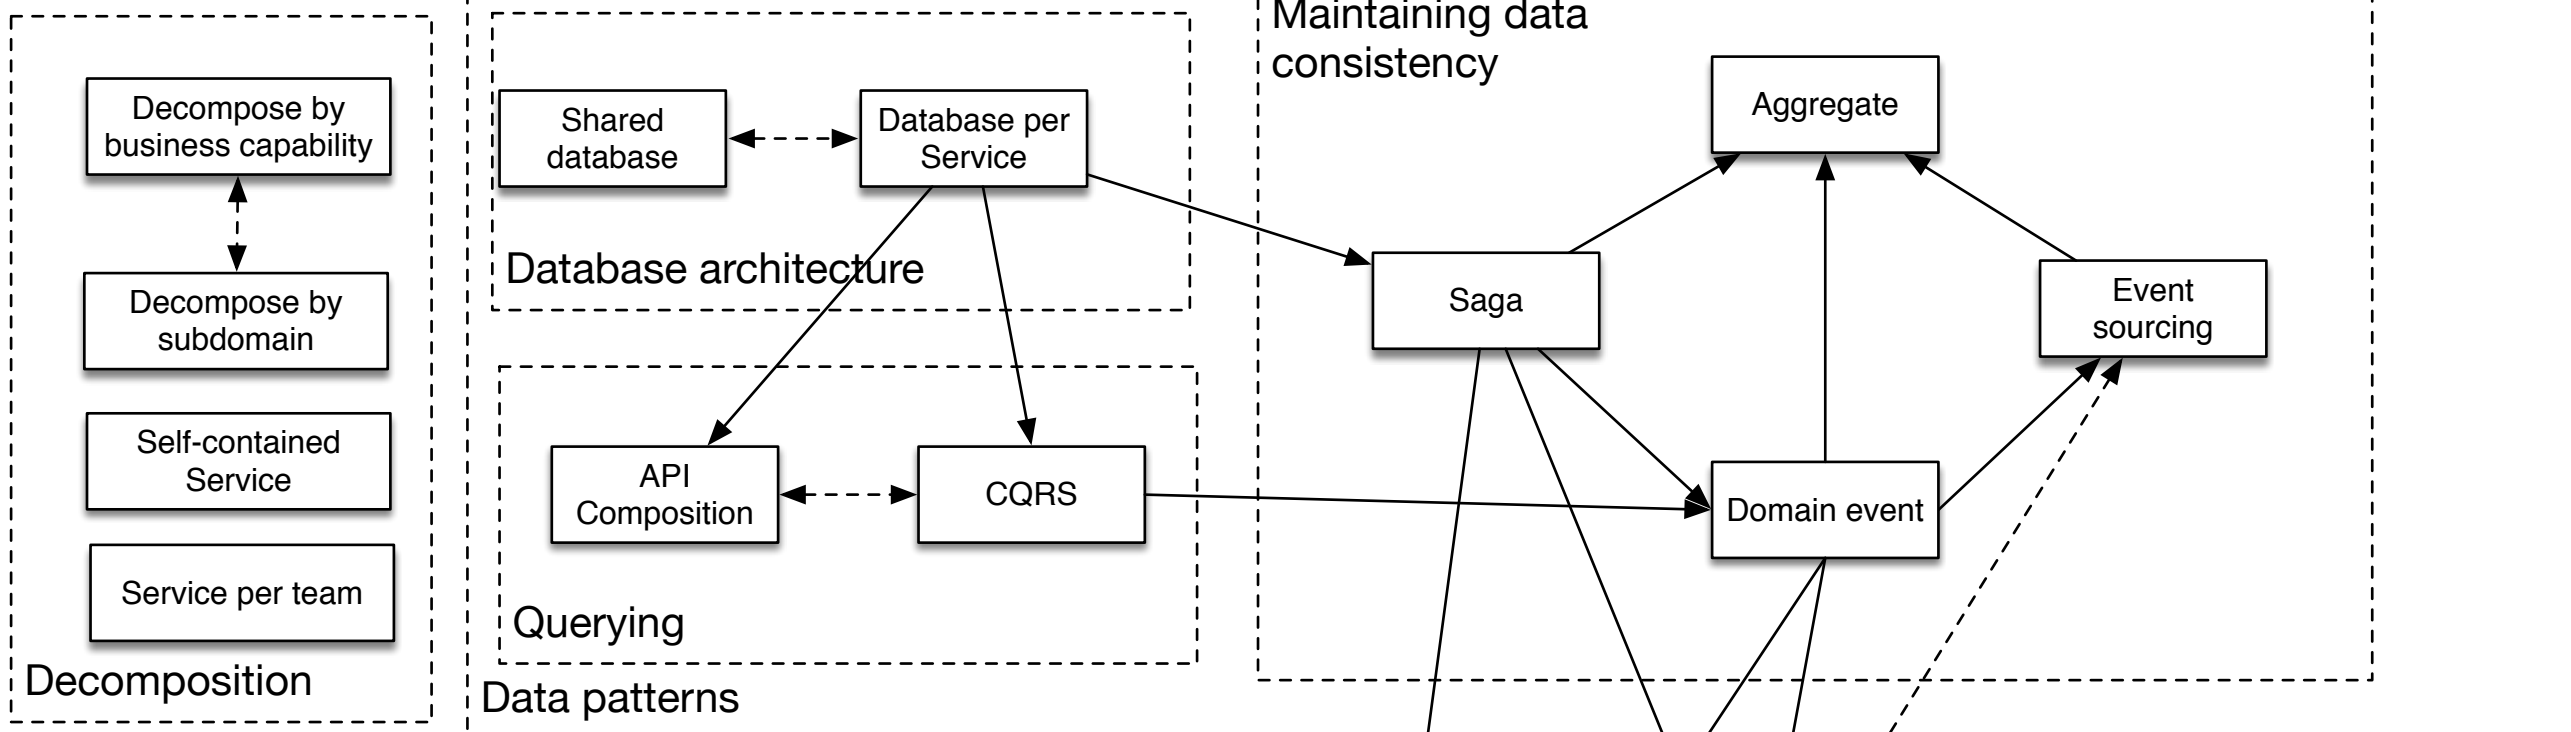 Decompose by
business capability
Decompose by
subdomain
Self-contained
Service
Service per team
Decomposition
Shared
database
Database per
Service
Database architecture
API
Composition
CQRS
Querying
Data patterns
Maintaining data
consistency
Aggregate
Saga
Event
sourcing
Domain event